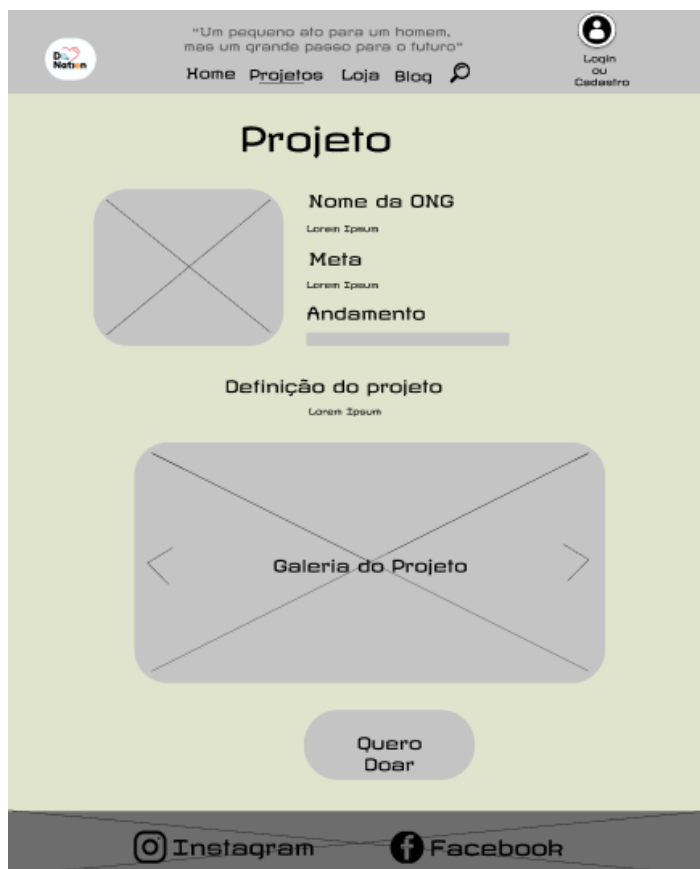 "Um pequeno ato para um homem,
mas um grande passo para o futuro"
Do
Nation
Home Projetos Loja Blog
Login
ou
Cadastro
Projeto
Nome da ONG
Lorem Ipsum
Meta
Lorem Ipsum
Andamento
Definição do projeto
Lorem Ipsum
Galeria do Projeto
Quero
Doar
Instagram Facebook